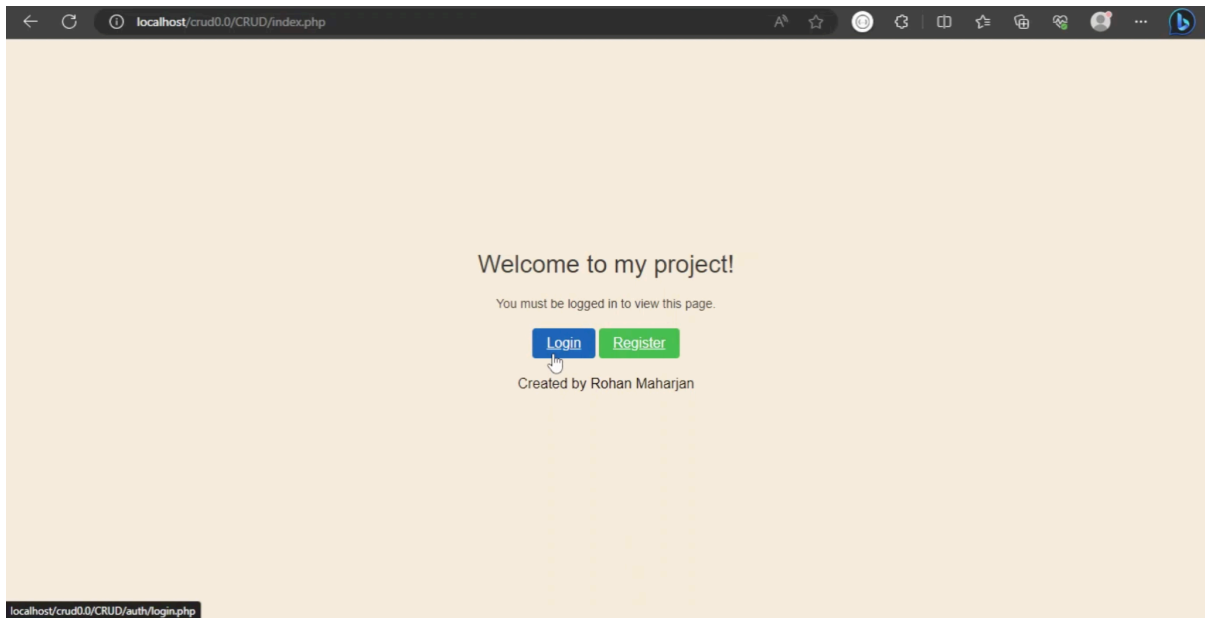 localhost/crud0.0/CRUD/index.php
Welcome to my project!
You must be logged in to view this page.
Login Register
Created by Rohan Maharjan
localhost/crud0.0/CRUD/auth/login.php